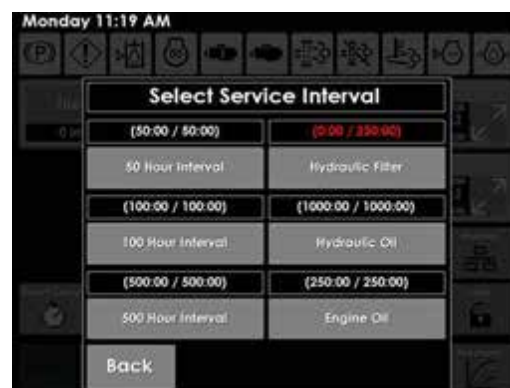 Monday 11:19 AM
Select Service Interval
(50:00 / 50:00)
(0:00 / 250:00)
50 Hour Interval
Hydraulic Filter
(100:00 / 100:00)
(1000:00 / 1000:00)
100 Hour Interval
Hydraulic Oil
(500:00 / 500:00)
(250:00 / 250:00)
500 Hour Interval
Engine Oil
Back